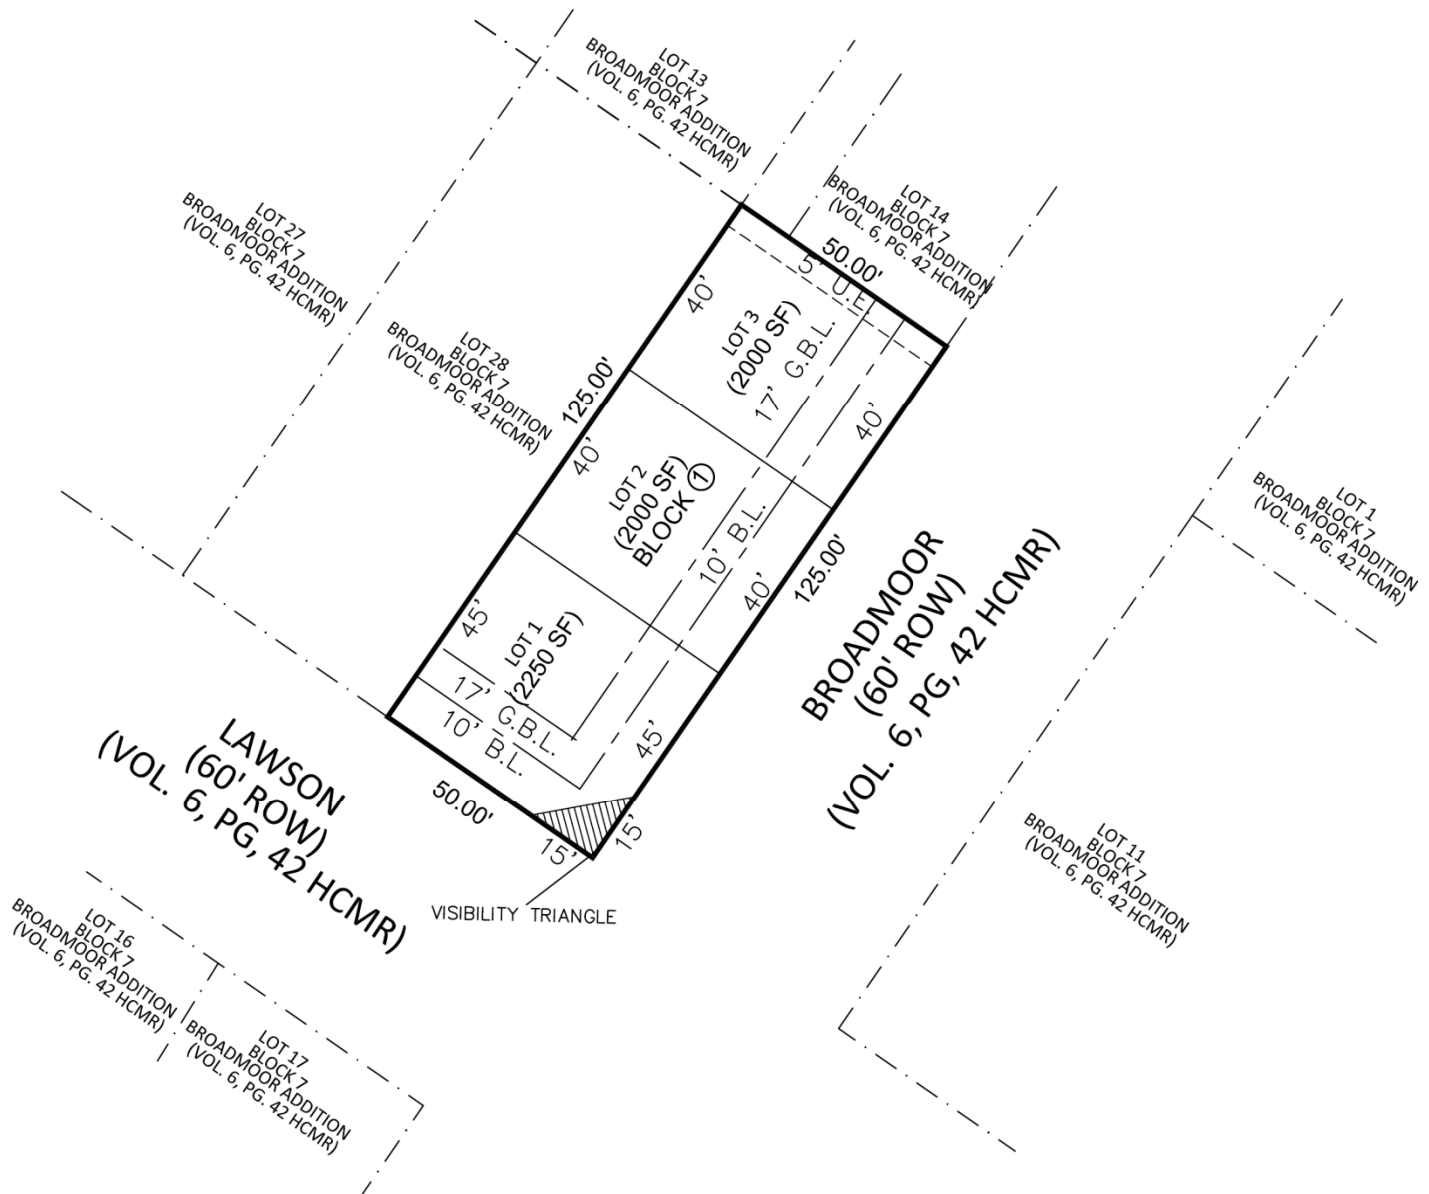 LOT 13
BLOCK 7
BROADMOOR ADDITION
(VOL. 6, PG. 42 HCMR)
LOT 14
BLOCK 7
BROADMOOR ADDITION
(VOL. 6, PG. 42 HCMR)
LOT 27
BLOCK 7
BROADMOOR ADDITION
(VOL. 6, PG. 42 HCMR)
LOT 28
BLOCK 7
BROADMOOR ADDITION
(VOL. 6, PG. 42 HCMR)
50.00'
5' U.E.
40'
LOT 3
(2000 SF)
17' G.B.L.
40'
125.00'
40'
LOT 2
(2000 SF)
BLOCK 1
10' B.L.
40'
125.00'
45'
LOT 1
(2250 SF)
17' G.B.L.
10' B.L.
45'
50.00'
15'
15'
VISIBILITY TRIANGLE
BROADMOOR
(60' ROW)
(VOL. 6, PG, 42 HCMR)
LOT 1
BLOCK 7
BROADMOOR ADDITION
(VOL. 6, PG. 42 HCMR)
LOT 11
BLOCK 7
BROADMOOR ADDITION
(VOL. 6, PG. 42 HCMR)
LAWSON
(60' ROW)
(VOL. 6, PG, 42 HCMR)
LOT 16
BLOCK 7
BROADMOOR ADDITION
(VOL. 6, PG. 42 HCMR)
LOT 17
BLOCK 7
BROADMOOR ADDITION
(VOL. 6, PG. 42 HCMR)